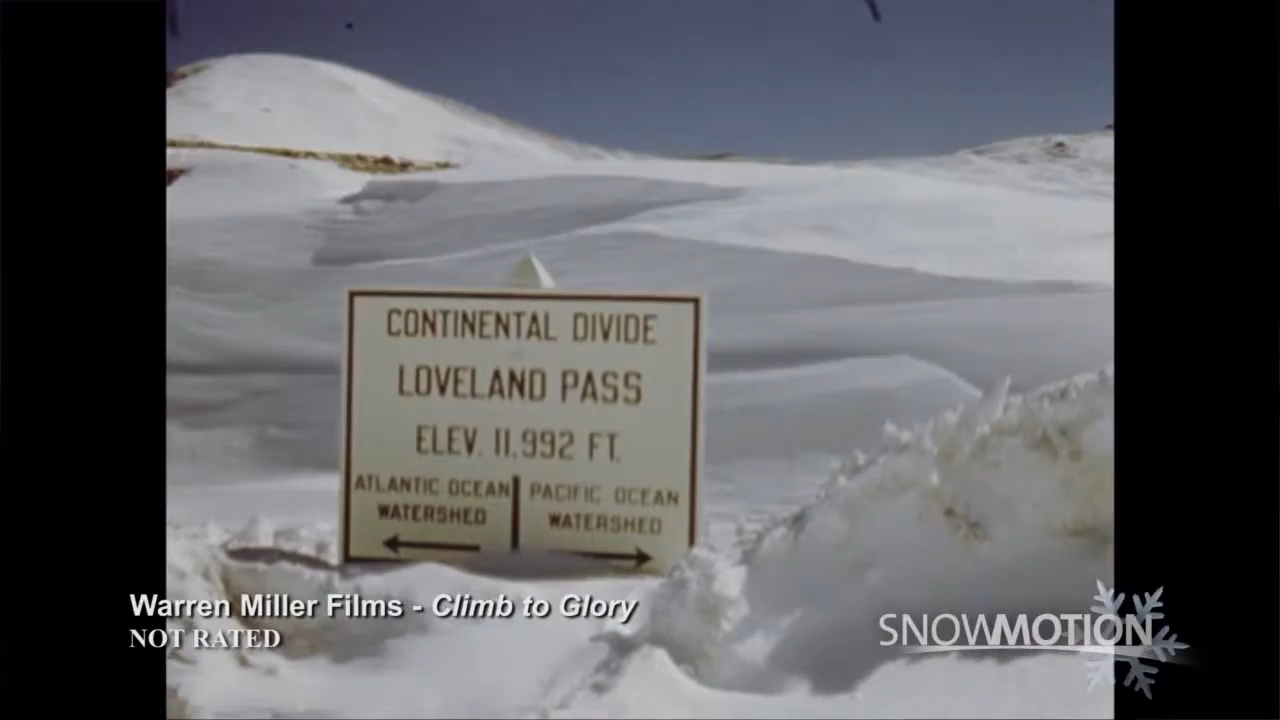 CONTINENTAL DIVIDE
LOVELAND PASS
ELEV. 11,992 FT.
ATLANTIC OCEAN
WATERSHED
PACIFIC OCEAN
WATERSHED
Warren Miller Films - Climb to Glory
NOT RATED
SNOWMOTION